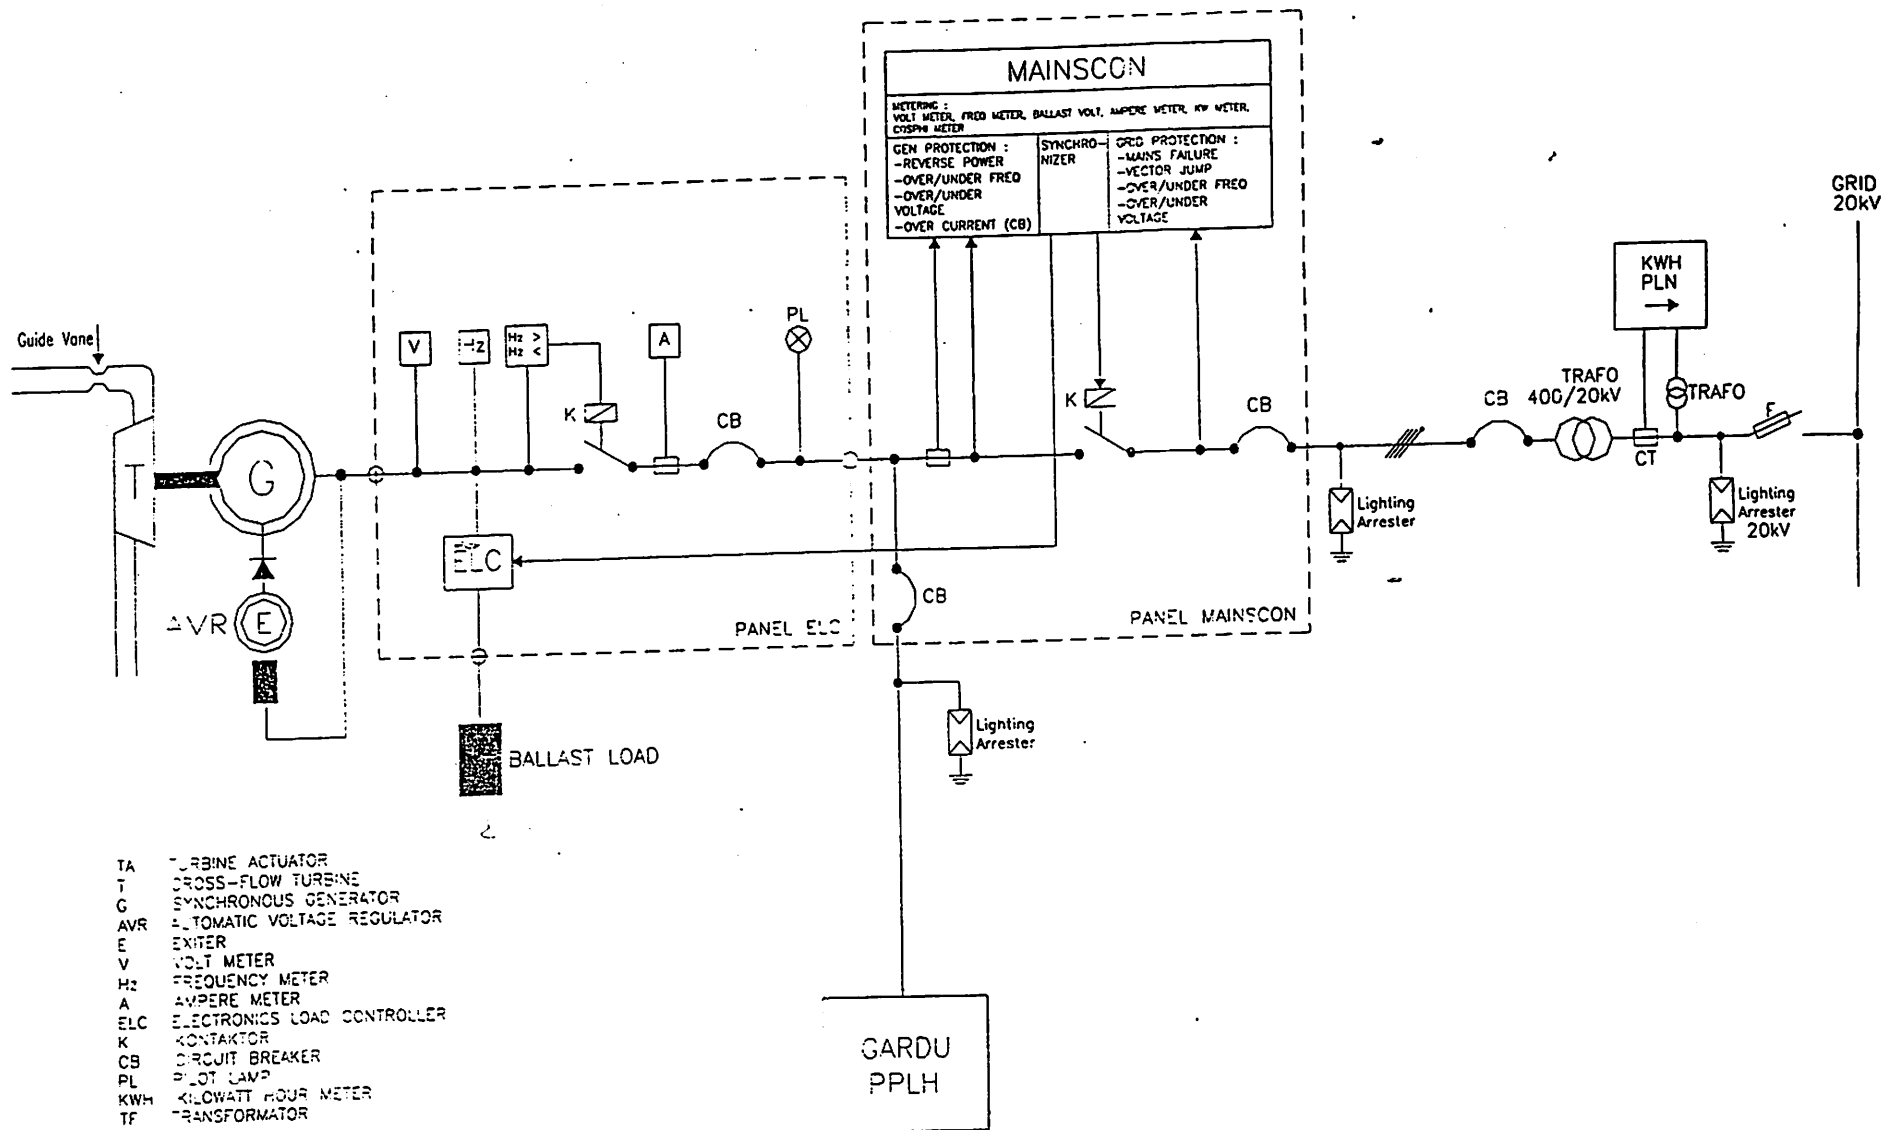 MAINSCON
METERING :
VOLT METER, FREQ METER, BALLAST VOLT, AMPERE METER, KW METER,
COSPHI METER
GEN PROTECTION :
-REVERSE POWER
-OVER/UNDER FREQ
-OVER/UNDER
VOLTAGE
-OVER CURRENT (CB)
SYNCHRO-
NIZER
GRID PROTECTION :
-MAINS FAILURE
-VECTOR JUMP
-OVER/UNDER FREQ
-OVER/UNDER
VOLTAGE
GRID
20kV
KWH
PLN
Guide Vane
V
Hz
Hz >
Hz <
A
PL
K
CB
K
CB
CB
TRAFO
400/20kV
TRAFO
F
CT
T
G
Lighting
Arrester
Lighting
Arrester
20kV
ELC
CB
AVR
E
PANEL ELC
PANEL MAINSCON
Lighting
Arrester
BALLAST LOAD
TA TURBINE ACTUATOR
T CROSS-FLOW TURBINE
G SYNCHRONOUS GENERATOR
AVR AUTOMATIC VOLTAGE REGULATOR
E EXITER
V VOLT METER
Hz FREQUENCY METER
A AMPERE METER
ELC ELECTRONICS LOAD CONTROLLER
K KONTAKTOR
CB CIRCUIT BREAKER
PL PILOT LAMP
KWH KILOWATT HOUR METER
TF TRANSFORMATOR
GARDU
PPLH